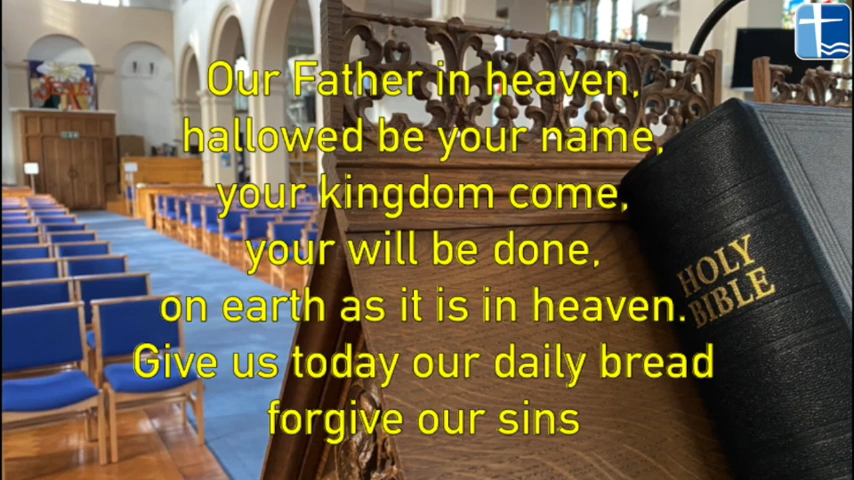 Our Father in heaven,
hallowed be your name,
your kingdom come,
your will be done,
on earth as it is in heaven.
Give us today our daily bread
forgive our sins
HOLY
BIBLE